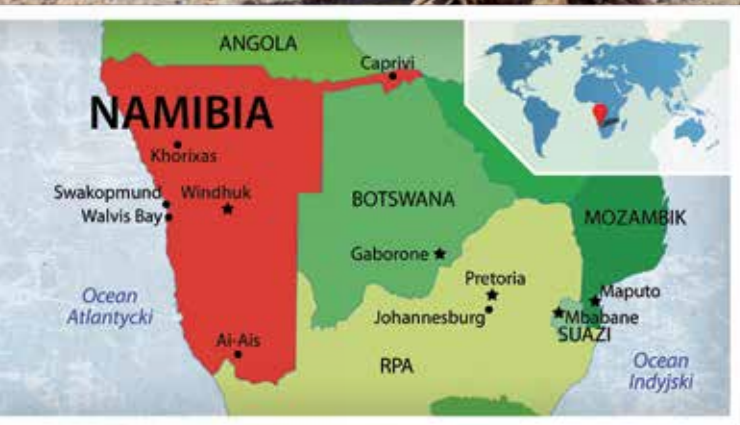 ANGOLA
Caprivi
NAMIBIA
Khorixas
Swakopmund
Windhuk
Walvis Bay
BOTSWANA
MOZAMBIK
Gaborone
Pretoria
Ocean
Atlantycki
Maputo
Johannesburg
Mbabane
SUAZI
Ai-Ais
RPA
Ocean
Indyjski